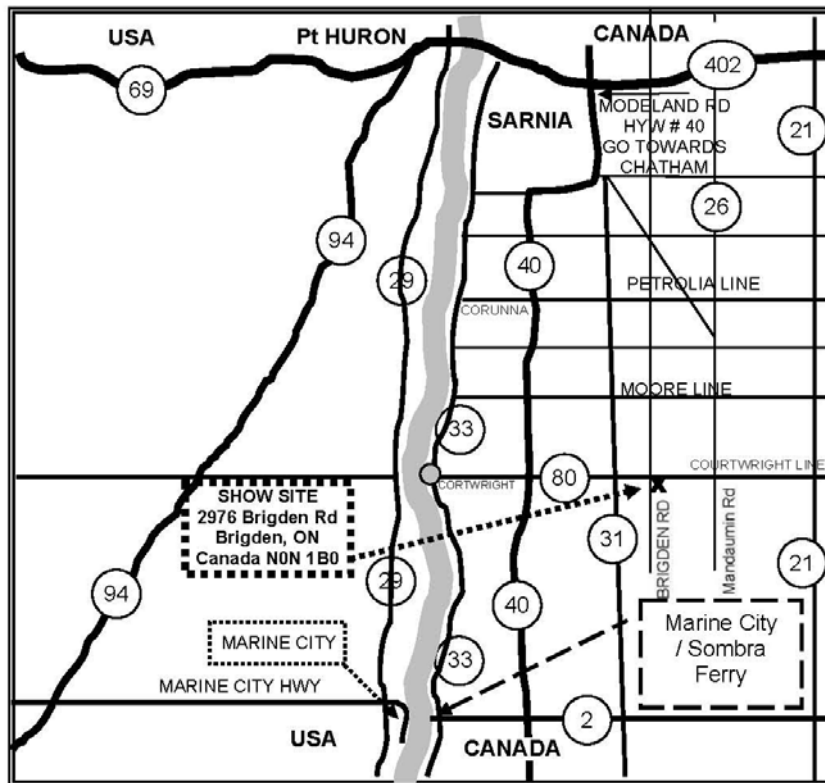 USA
Pt HURON
CANADA
402
69
MODELAND RD
HYW # 40
GO TOWARDS
CHATHAM
SARNIA
21
26
94
29
40
PETROLIA LINE
CORUNNA
MOORE LINE
33
COURTWRIGHT LINE
CORTWRIGHT
80
SHOW SITE
2976 Brigden Rd
Brigden, ON
Canada N0N 1B0
X
BRIGDEN RD
Mandaumin Rd
31
21
94
29
40
Marine City
/ Sombra
Ferry
MARINE CITY
33
MARINE CITY HWY
2
USA
CANADA